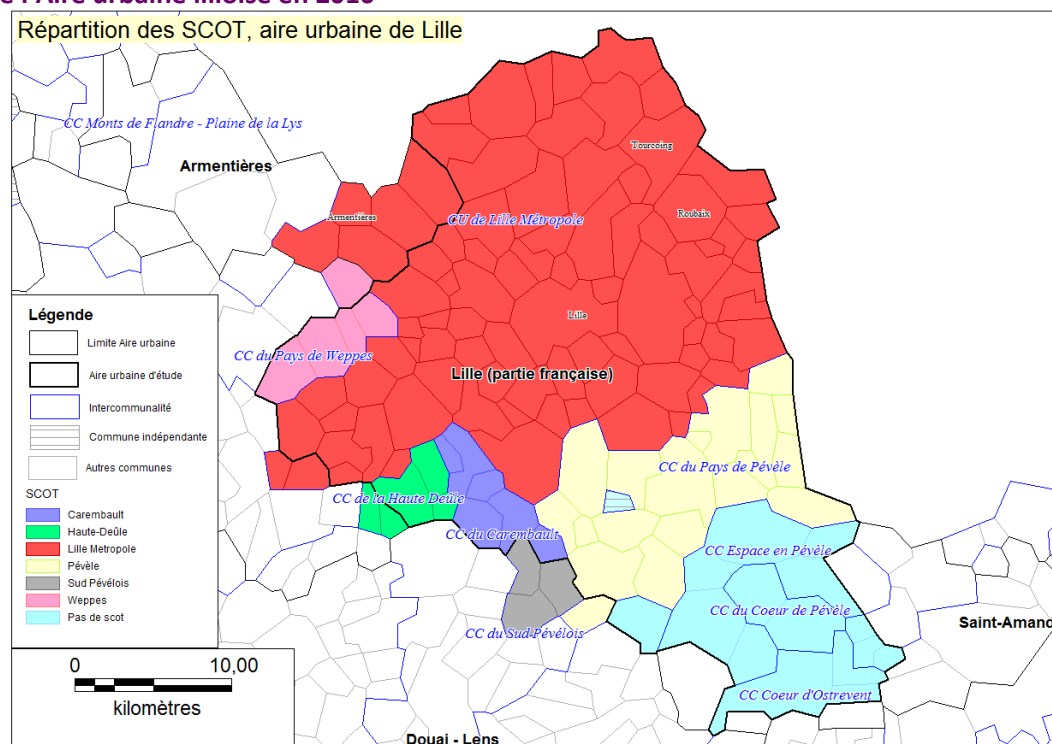 Répartition des SCOT, aire urbaine de Lille
CC Monts de Flandre - Plaine de la Lys
Armentières
Tourcoing
Armentières
CU de Lille Métropole
Roubaix
Lille
CC du Pays de Weppes
Lille (partie française)
CC du Pays de Pévèle
CC de la Haute Deûle
CC du Carembault
CC Espace en Pévèle
CC du Coeur de Pévèle
CC du Sud Pévélois
Saint-Amand
CC Coeur d'Ostrevent
Douai - Lens
Légende
Limite Aire urbaine
Aire urbaine d'étude
Intercommunalité
Commune indépendante
Autres communes
SCOT
Carembault
Haute-Deûle
Lille Metropole
Pévèle
Sud Pévélois
Weppes
Pas de scot
0 10,00
kilomètres